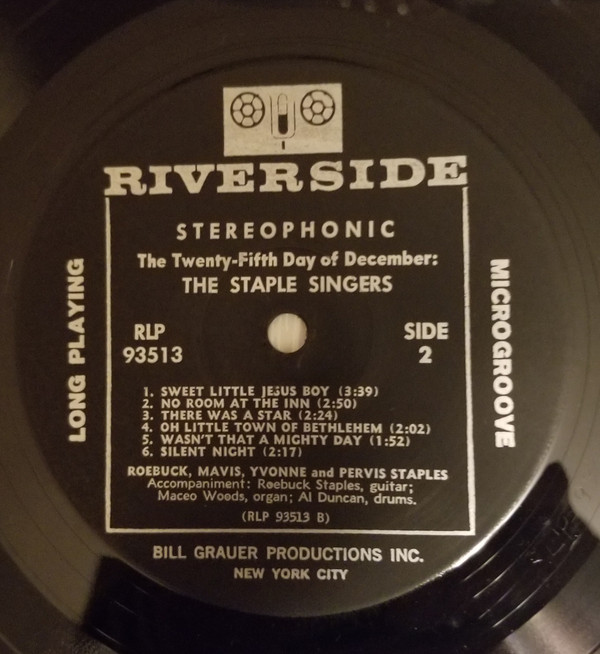 RIVERSIDE
STEREOPHONIC
The Twenty-Fifth Day of December:
THE STAPLE SINGERS
LONG PLAYING
MICROGROOVE
RLP
93513
SIDE
2
1. SWEET LITTLE JESUS BOY (3:39)
2. NO ROOM AT THE INN (2:50)
3. THERE WAS A STAR (2:24)
4. OH LITTLE TOWN OF BETHLEHEM (2:02)
5. WASN'T THAT A MIGHTY DAY (1:52)
6. SILENT NIGHT (2:17)
ROEBUCK, MAVIS, YVONNE and PERVIS STAPLES
Accompaniment: Roebuck Staples, guitar;
Maceo Woods, organ; Al Duncan, drums.
(RLP 93513 B)
BILL GRAUER PRODUCTIONS INC.
NEW YORK CITY